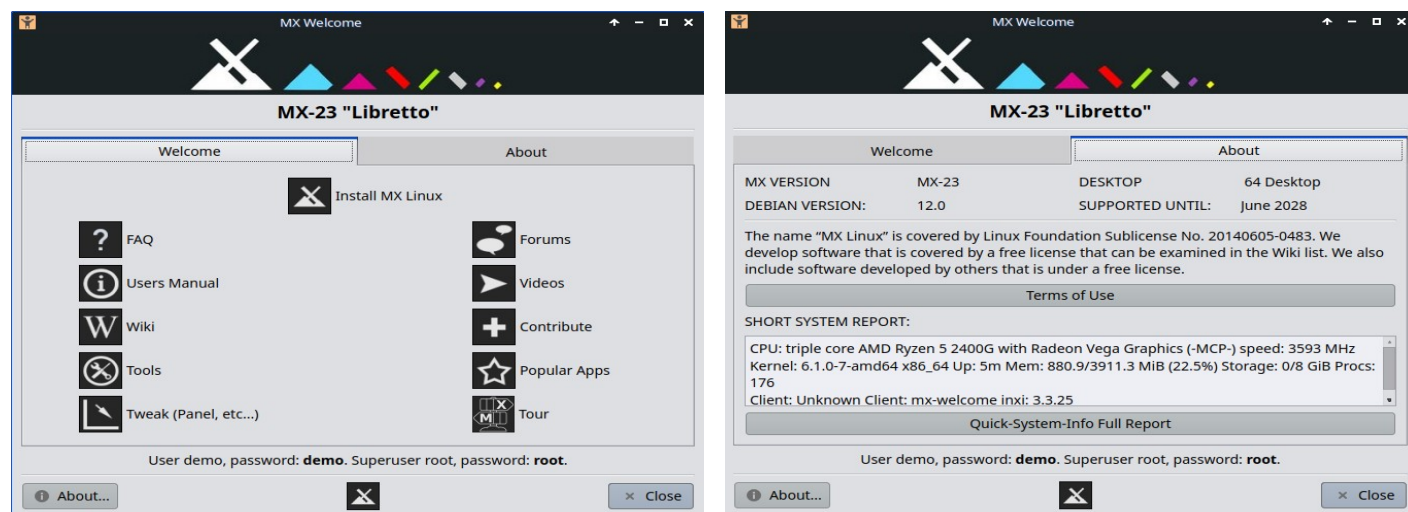 MX Welcome
MX-23 "Libretto"
Welcome About
Install MX Linux
FAQ Forums
Users Manual Videos
Wiki Contribute
Tools Popular Apps
Tweak (Panel, etc...) Tour
User demo, password: demo. Superuser root, password: root.
About... Close
MX Welcome
MX-23 "Libretto"
Welcome About
MX VERSION MX-23 DESKTOP 64 Desktop
DEBIAN VERSION: 12.0 SUPPORTED UNTIL: June 2028
The name “MX Linux” is covered by Linux Foundation Sublicense No. 20140605-0483. We
develop software that is covered by a free license that can be examined in the Wiki list. We also
include software developed by others that is under a free license.
Terms of Use
SHORT SYSTEM REPORT:
CPU: triple core AMD Ryzen 5 2400G with Radeon Vega Graphics (-MCP-) speed: 3593 MHz
Kernel: 6.1.0-7-amd64 x86_64 Up: 5m Mem: 880.9/3911.3 MiB (22.5%) Storage: 0/8 GiB Procs:
176
Client: Unknown Client: mx-welcome inxi: 3.3.25
Quick-System-Info Full Report
User demo, password: demo. Superuser root, password: root.
About... Close